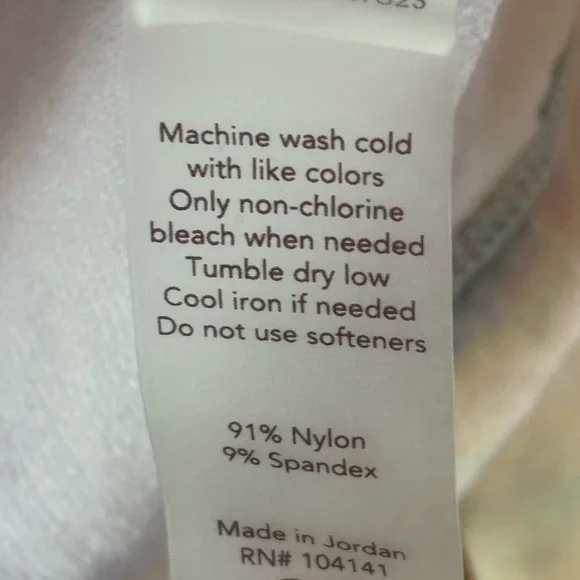 Machine wash cold
with like colors
Only non-chlorine
bleach when needed
Tumble dry low
Cool iron if needed
Do not use softeners
91% Nylon
9% Spandex
Made in Jordan
RN# 104141